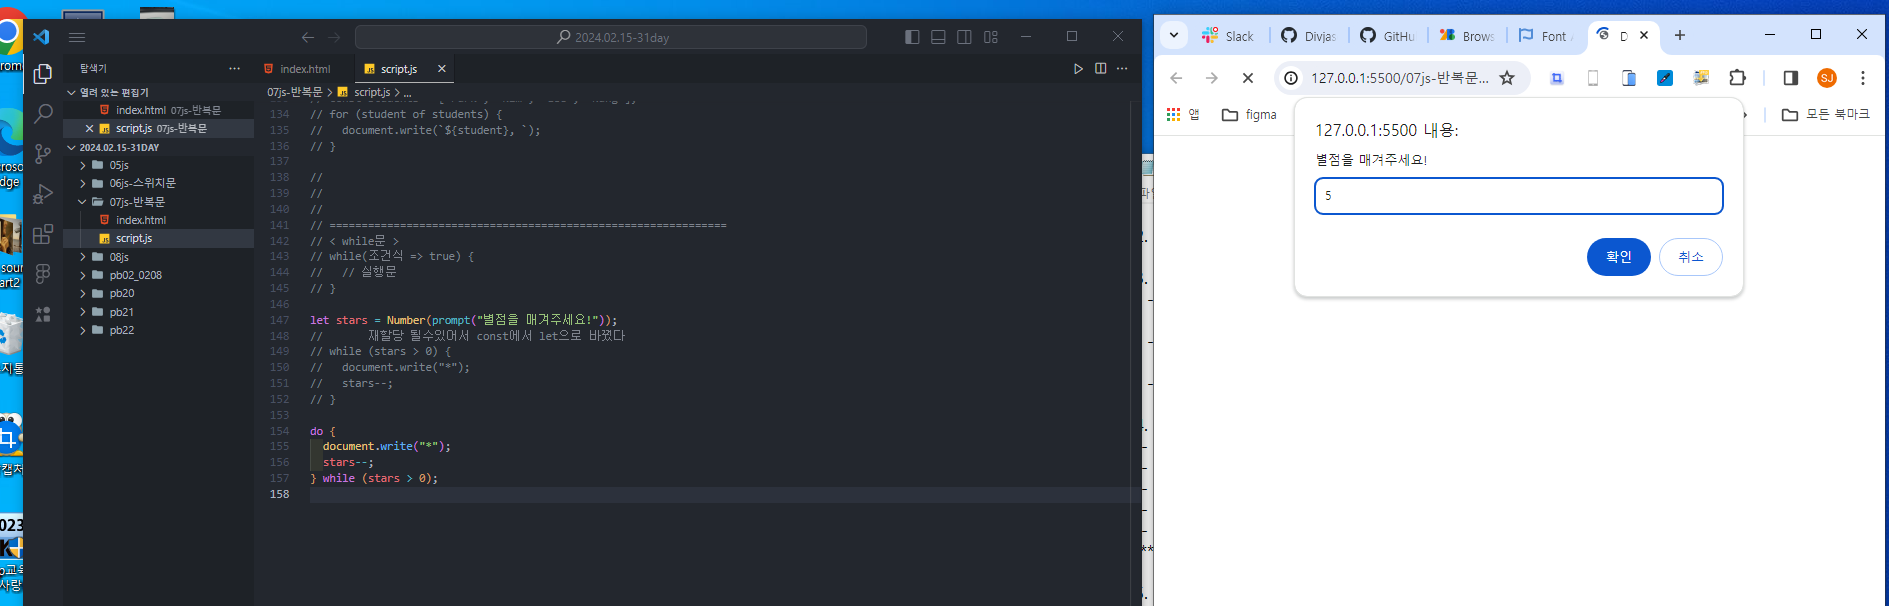 2024.02.15-31day
탐색기
index.html
script.js
열려 있는 편집기
index.html 07js-반복문
script.js 07js-반복문
2024.02.15-31DAY
05js
06js-스위치문
07js-반복문
index.html
script.js
08js
pb02_0208
pb20
pb21
pb22
07js-반복문 > script.js > ...
134 // for (student of students) {
135 //   document.write(`${student}, `);
136 // }
137
138 //
139 //
140 //
141 // ==============================================================
142 // < while문 >
143 // while(조건식 => true) {
144 //   // 실행문
145 // }
146
147 let stars = Number(prompt("별점을 매겨주세요!"));
148 //       재할당 될수있어서 const에서 let으로 바꿨다
149 // while (stars > 0) {
150 //   document.write("*");
151 //   stars--;
152 // }
153
154 do {
155   document.write("*");
156   stars--;
157 } while (stars > 0);
158
Slack
Divjas
GitHu
Brows
Font A
D
127.0.0.1:5500/07js-반복문...
SJ
앱
figma
모든 북마크
127.0.0.1:5500 내용:
별점을 매겨주세요!
5
확인
취소